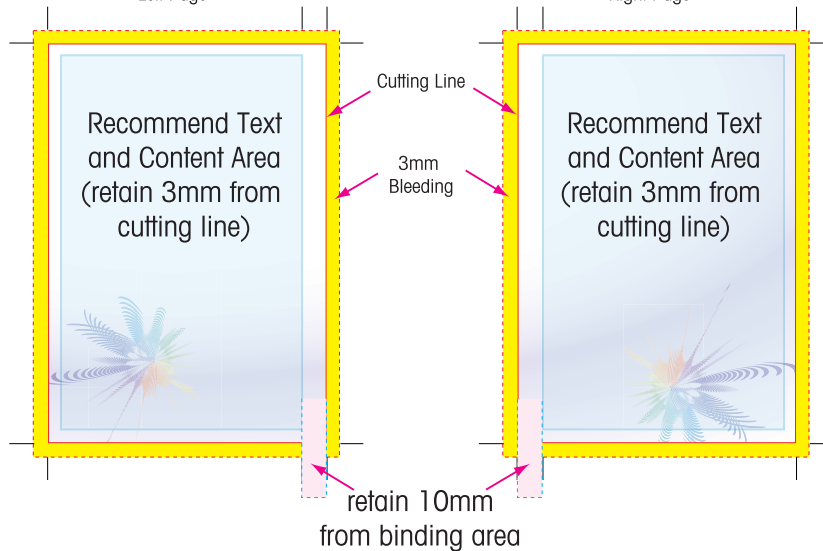 Cutting Line
Recommend Text
and Content Area
(retain 3mm from
cutting line)
3mm
Bleeding
Recommend Text
and Content Area
(retain 3mm from
cutting line)
retain 10mm
from binding area